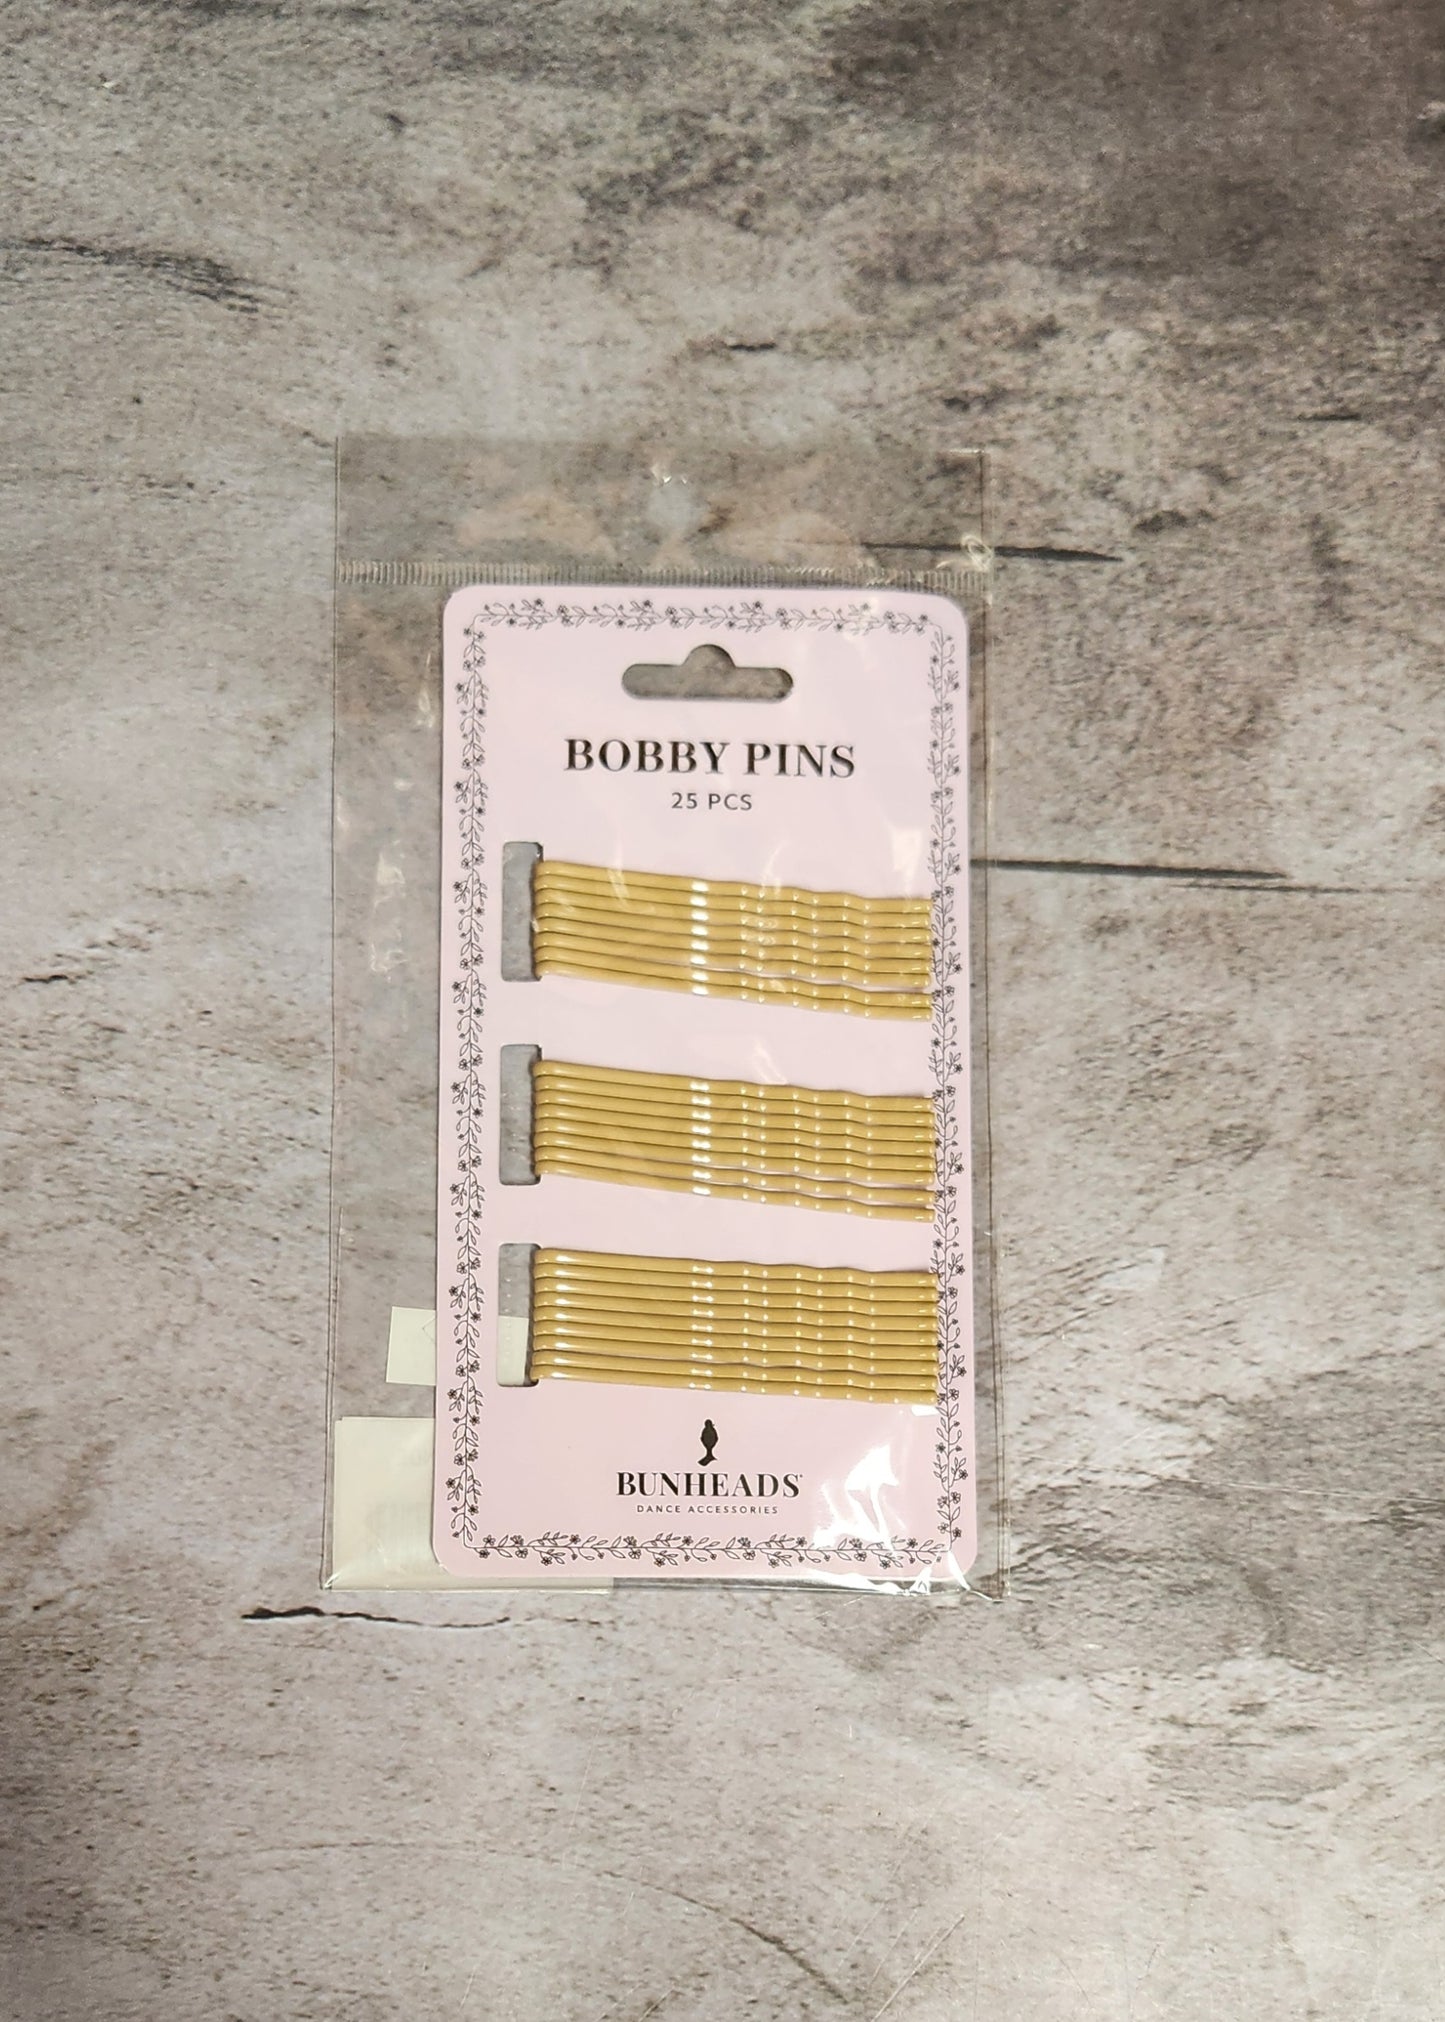 BOBBY PINS
25 PCS
BUNHEADS®
DANCE ACCESSORIES